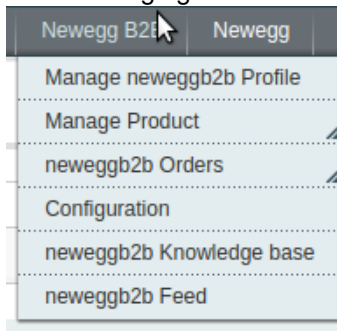 Newegg B2B Newegg
Manage neweggb2b Profile
Manage Product
neweggb2b Orders
Configuration
neweggb2b Knowledge base
neweggb2b Feed